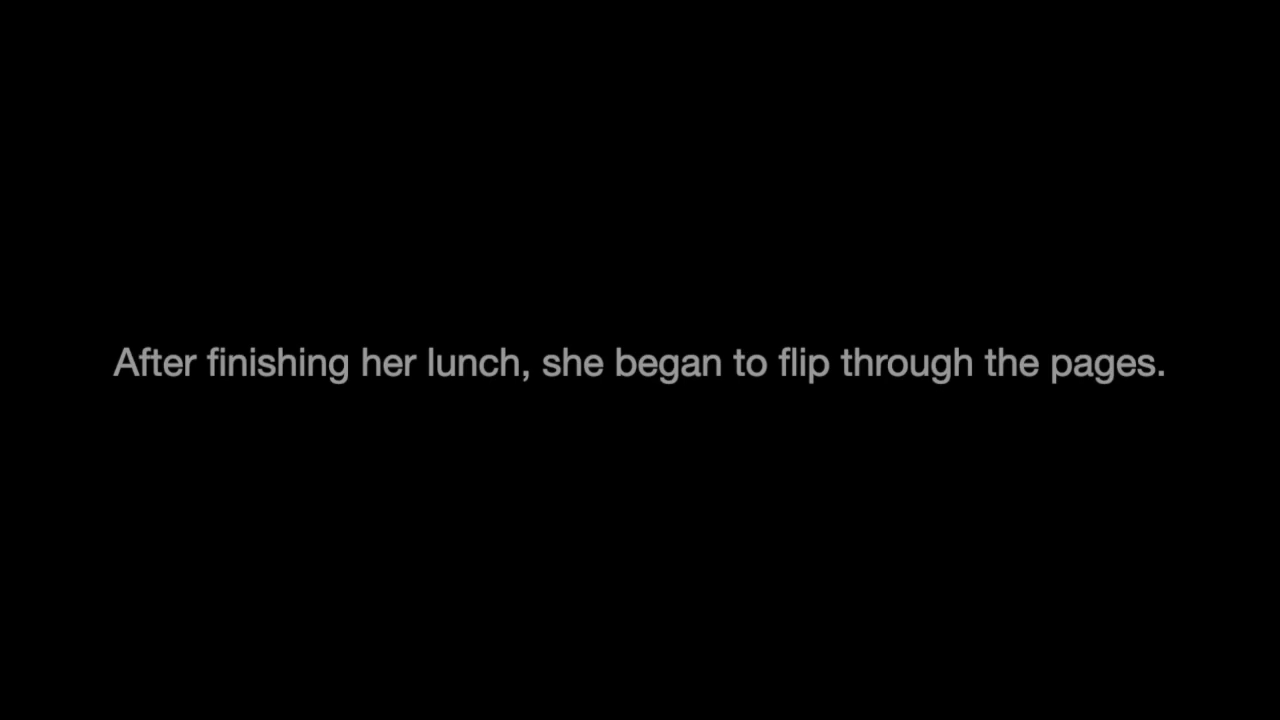 After finishing her lunch, she began to flip through the pages.